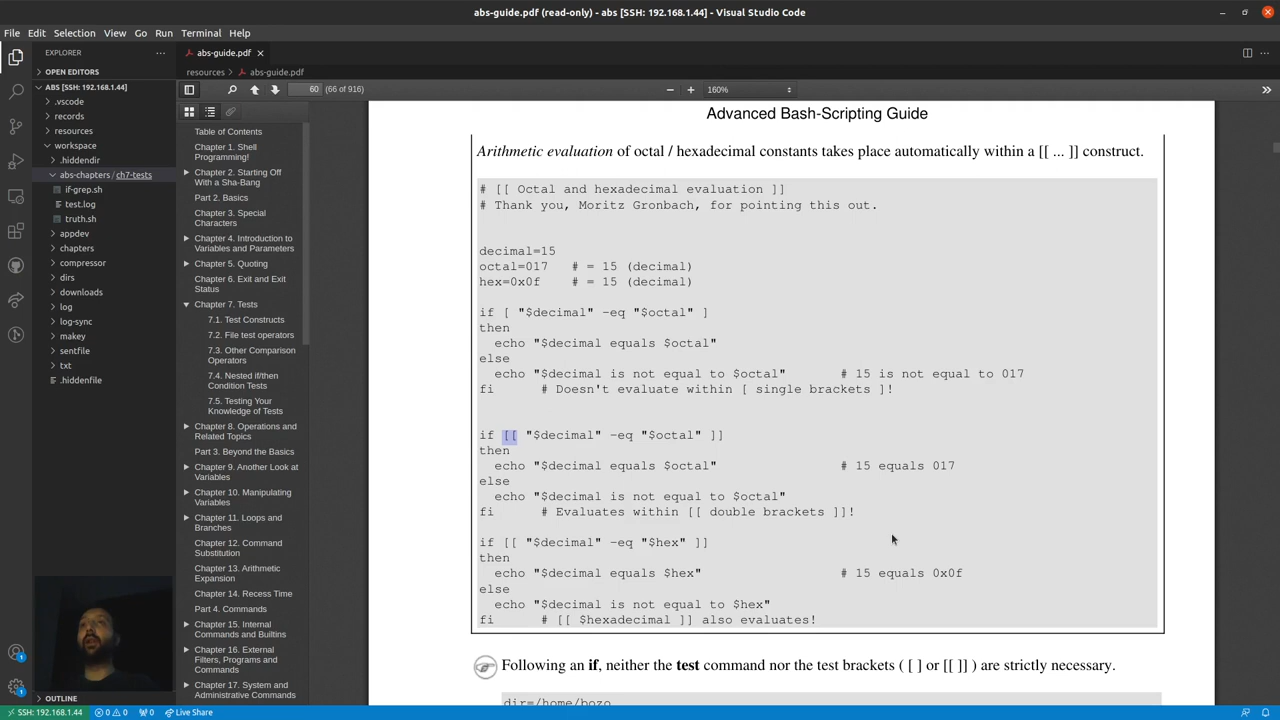 abs-guide.pdf (read-only) - abs [SSH: 192.168.1.44] - Visual Studio Code
File Edit Selection View Go Run Terminal Help
EXPLORER
OPEN EDITORS
ABS [SSH: 192.168.1.44]
.vscode
records
resources
workspace
.hiddendir
abs-chapters / ch7-tests
if-grep.sh
test.log
truth.sh
appdev
chapters
compressor
dirs
downloads
log
log-sync
makey
sentfile
txt
.hiddenfile
OUTLINE
abs-guide.pdf
resources > abs-guide.pdf
60 (66 of 916)
160%
Table of Contents
Chapter 1. Shell
Programming!
Chapter 2. Starting Off
With a Sha-Bang
Part 2. Basics
Chapter 3. Special
Characters
Chapter 4. Introduction to
Variables and Parameters
Chapter 5. Quoting
Chapter 6. Exit and Exit
Status
Chapter 7. Tests
7.1. Test Constructs
7.2. File test operators
7.3. Other Comparison
Operators
7.4. Nested if/then
Condition Tests
7.5. Testing Your
Knowledge of Tests
Chapter 8. Operations and
Related Topics
Part 3. Beyond the Basics
Chapter 9. Another Look at
Variables
Chapter 10. Manipulating
Variables
Chapter 11. Loops and
Branches
Chapter 12. Command
Substitution
Chapter 13. Arithmetic
Expansion
Chapter 14. Recess Time
Part 4. Commands
Chapter 15. Internal
Commands and Builtins
Chapter 16. External
Filters, Programs and
Commands
Chapter 17. System and
Administrative Commands
Advanced Bash-Scripting Guide
Arithmetic evaluation of octal / hexadecimal constants takes place automatically within a [[ ... ]] construct.
# [[ Octal and hexadecimal evaluation ]]
# Thank you, Moritz Gronbach, for pointing this out.
decimal=15
octal=017   # = 15 (decimal)
hex=0x0f    # = 15 (decimal)
if [ "$decimal" -eq "$octal" ]
then
  echo "$decimal equals $octal"
else
  echo "$decimal is not equal to $octal"       # 15 is not equal to 017
fi      # Doesn't evaluate within [ single brackets ]!
if [[ "$decimal" -eq "$octal" ]]
then
  echo "$decimal equals $octal"                # 15 equals 017
else
  echo "$decimal is not equal to $octal"
fi      # Evaluates within [[ double brackets ]]!
if [[ "$decimal" -eq "$hex" ]]
then
  echo "$decimal equals $hex"                  # 15 equals 0x0f
else
  echo "$decimal is not equal to $hex"
fi      # [[ $hexadecimal ]] also evaluates!
Following an if, neither the test command nor the test brackets ( [ ] or [[ ]] ) are strictly necessary.
dir=/home/bozo
1
1
SSH: 192.168.1.44 0 0 0 Live Share